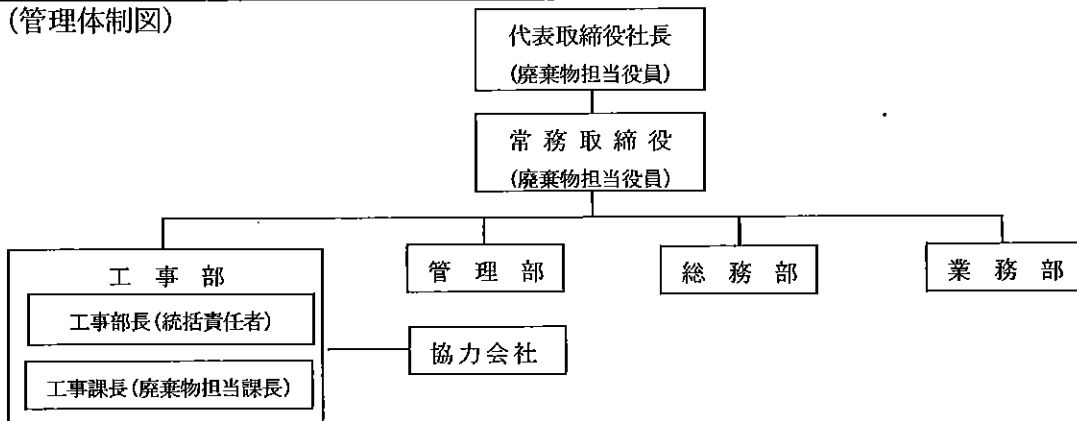 (管理体制図)
代表取締役社長
(廃棄物担当役員)
常務取締役
(廃棄物担当役員)
工事部
管理部
総務部
業務部
工事部長(統括責任者)
協力会社
工事課長(廃棄物担当課長)